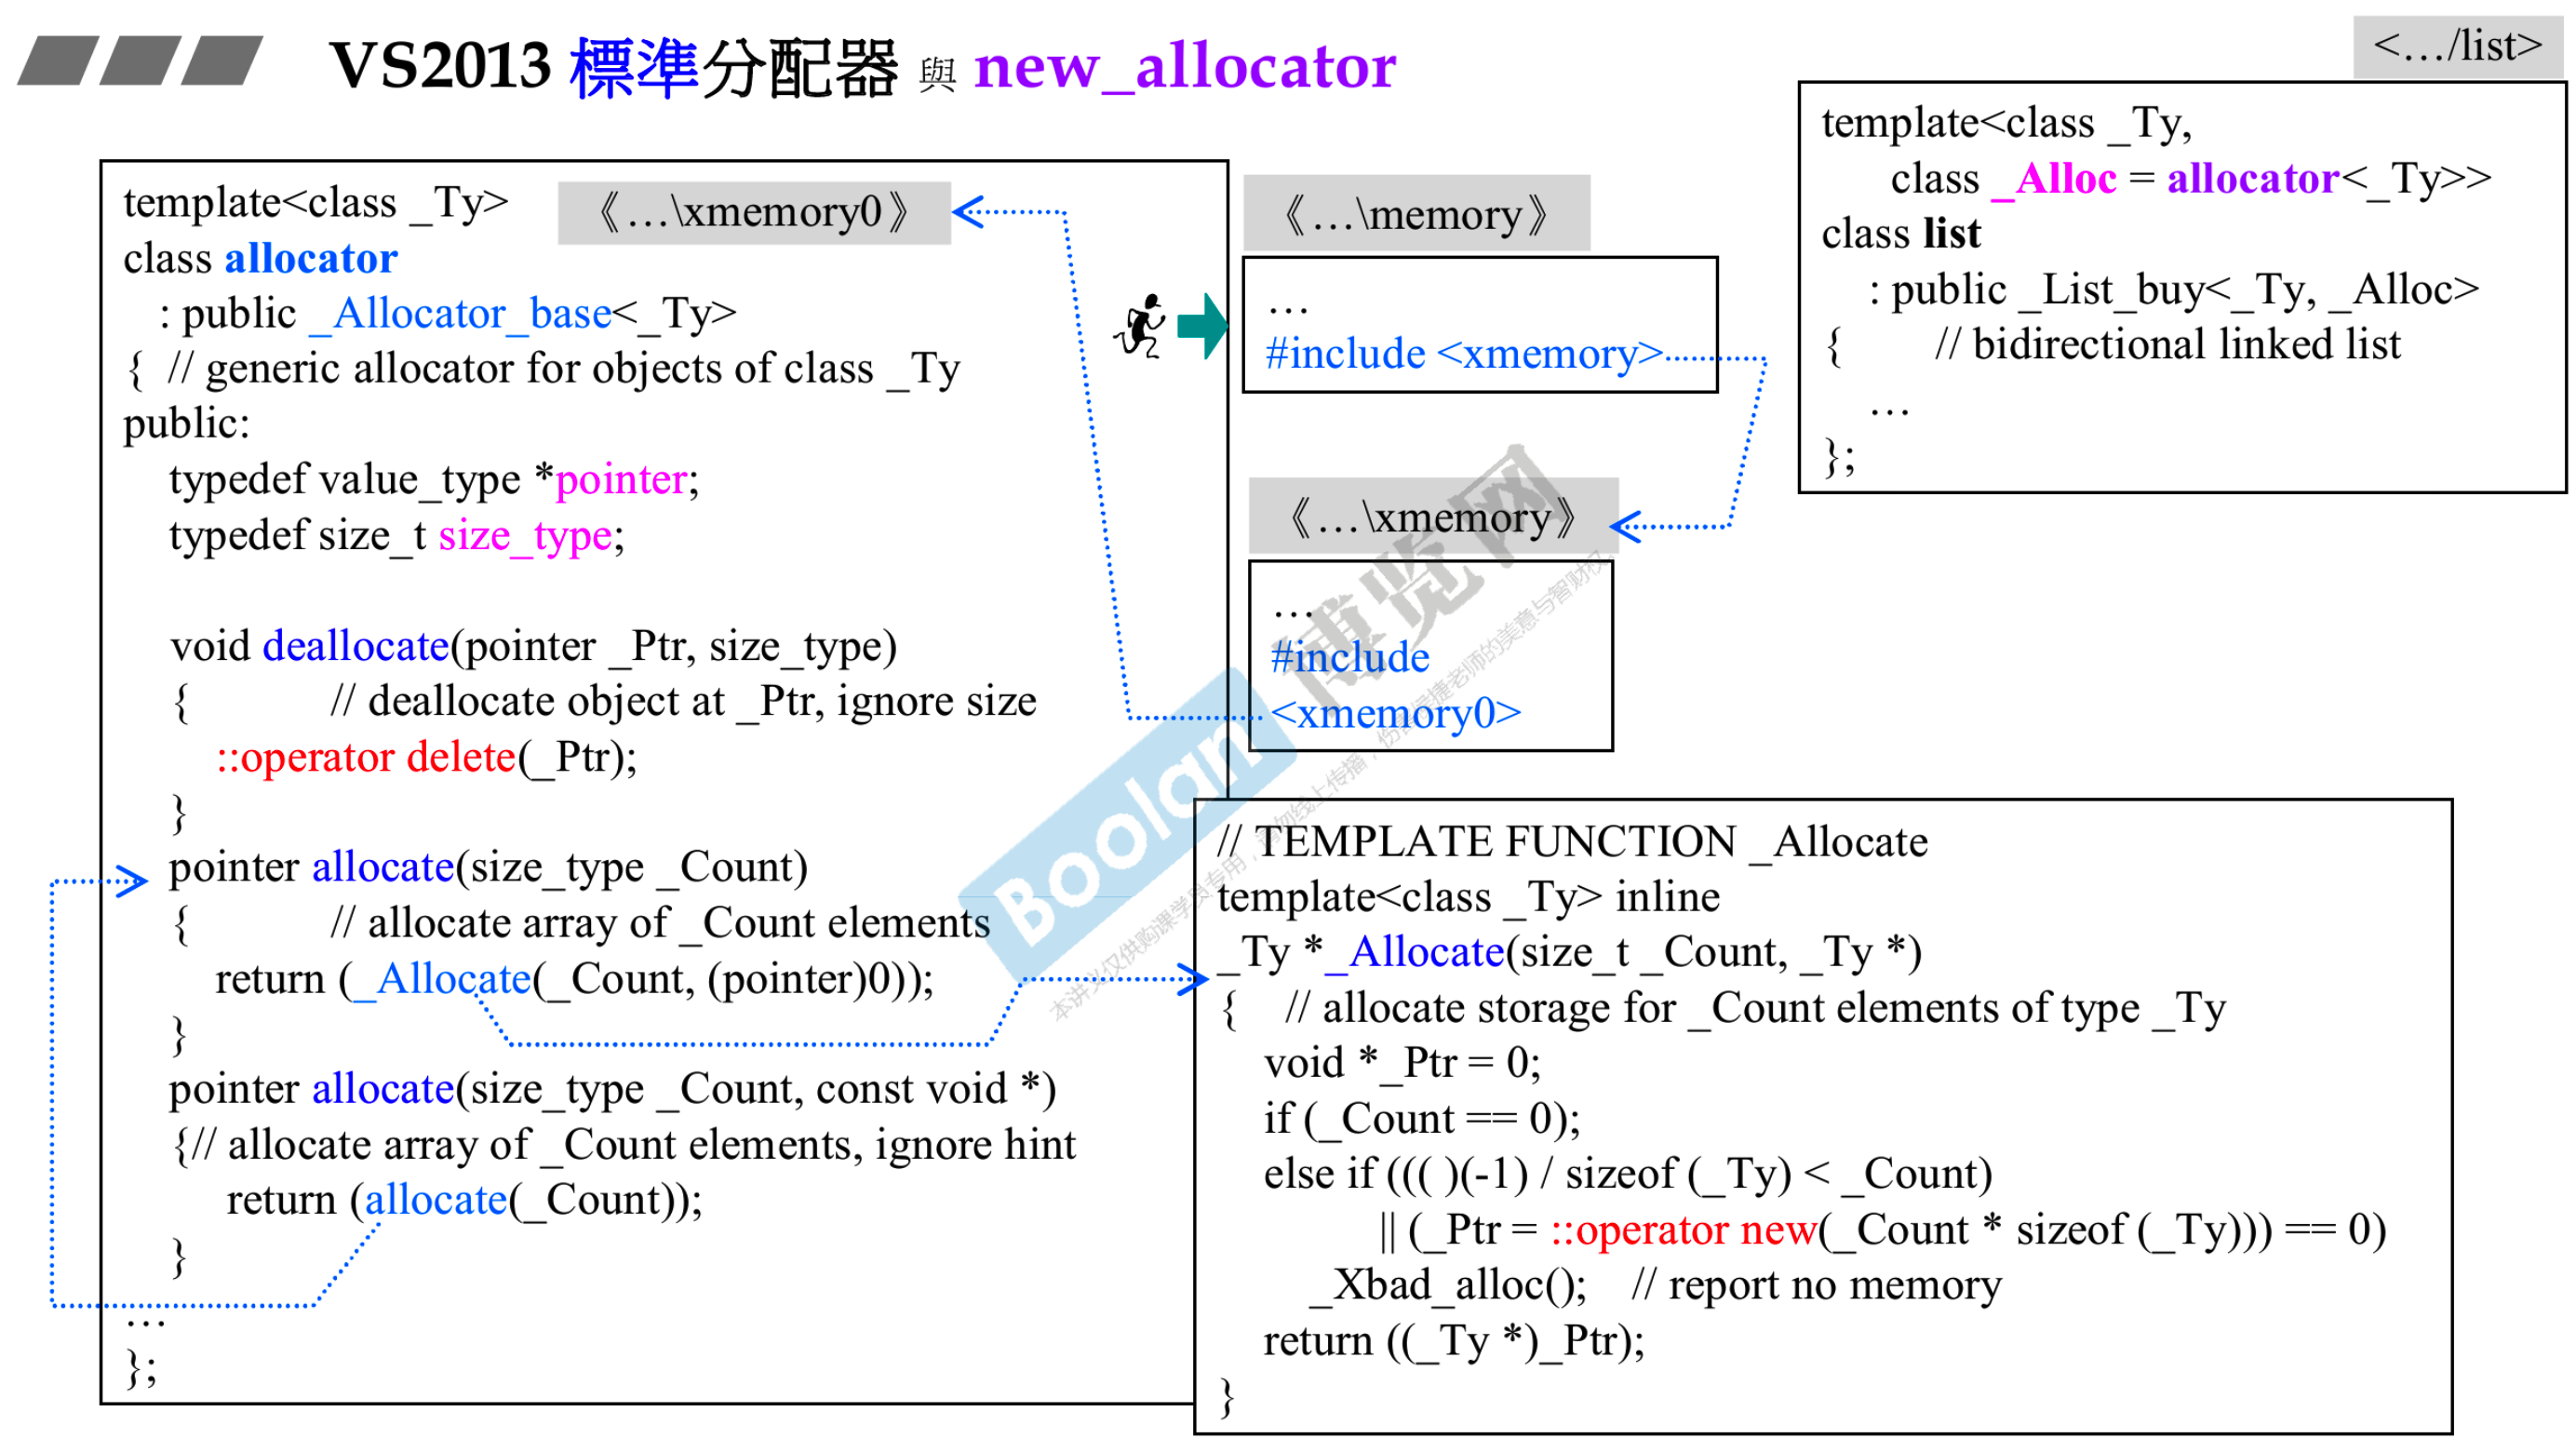 VS2013 標準分配器 與 new_allocator
<…/list>
template<class _Ty,
class _Alloc = allocator<_Ty>>
class list
: public _List_buy<_Ty, _Alloc>
{ // bidirectional linked list
…
};
《…\xmemory0》
template<class _Ty>
class allocator
: public _Allocator_base<_Ty>
{ // generic allocator for objects of class _Ty
public:
typedef value_type *pointer;
typedef size_t size_type;
void deallocate(pointer _Ptr, size_type)
{ // deallocate object at _Ptr, ignore size
::operator delete(_Ptr);
}
pointer allocate(size_type _Count)
{ // allocate array of _Count elements
return (_Allocate(_Count, (pointer)0));
}
pointer allocate(size_type _Count, const void *)
{// allocate array of _Count elements, ignore hint
return (allocate(_Count));
}
…
};
《…\memory》
…
#include <xmemory>
《…\xmemory》
…
#include
<xmemory0>
// TEMPLATE FUNCTION _Allocate
template<class _Ty> inline
_Ty *_Allocate(size_t _Count, _Ty *)
{ // allocate storage for _Count elements of type _Ty
void *_Ptr = 0;
if (_Count == 0);
else if ((( )(-1) / sizeof (_Ty) < _Count)
|| (_Ptr = ::operator new(_Count * sizeof (_Ty))) == 0)
_Xbad_alloc(); // report no memory
return ((_Ty *)_Ptr);
}
Boolan
博览网